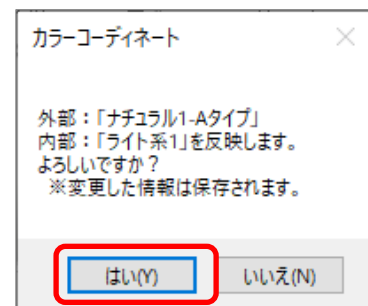 カラーコーディネート
外部：「ナチュラル1-Aタイプ」
内部：「ライト系1」を反映します。
よろしいですか？
※変更した情報は保存されます。
はい(Y)
いいえ(N)